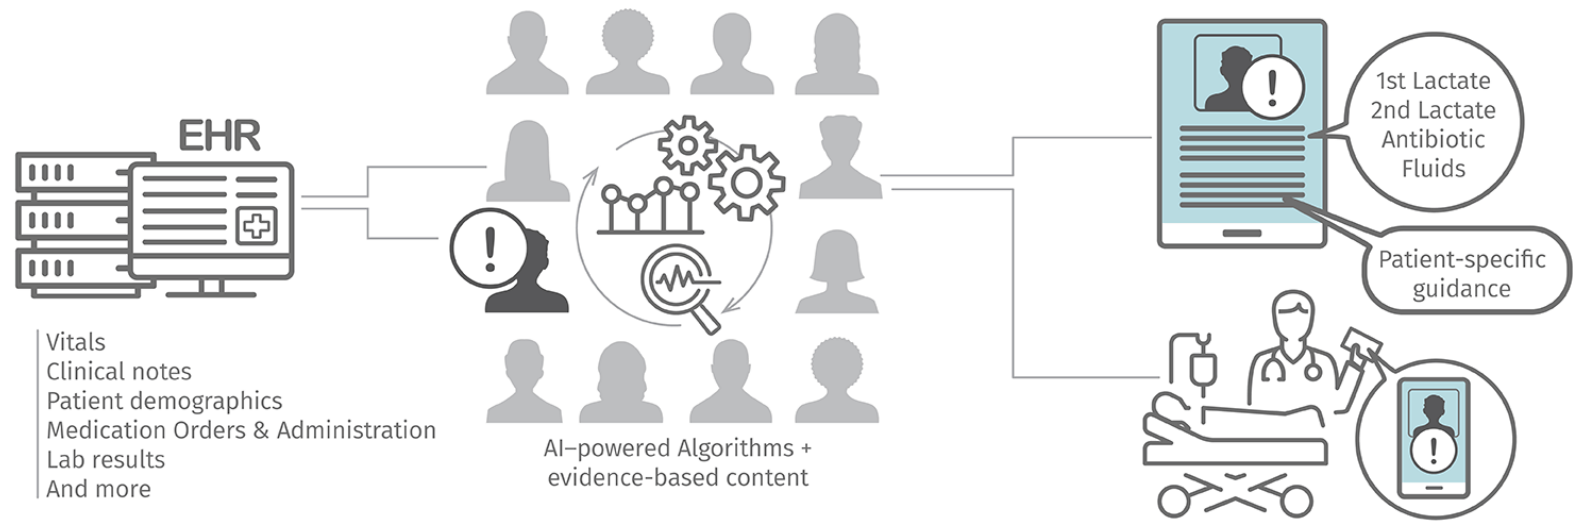 EHR
Vitals
Clinical notes
Patient demographics
Medication Orders & Administration
Lab results
And more
AI–powered Algorithms +
evidence-based content
1st Lactate
2nd Lactate
Antibiotic
Fluids
Patient-specific
guidance